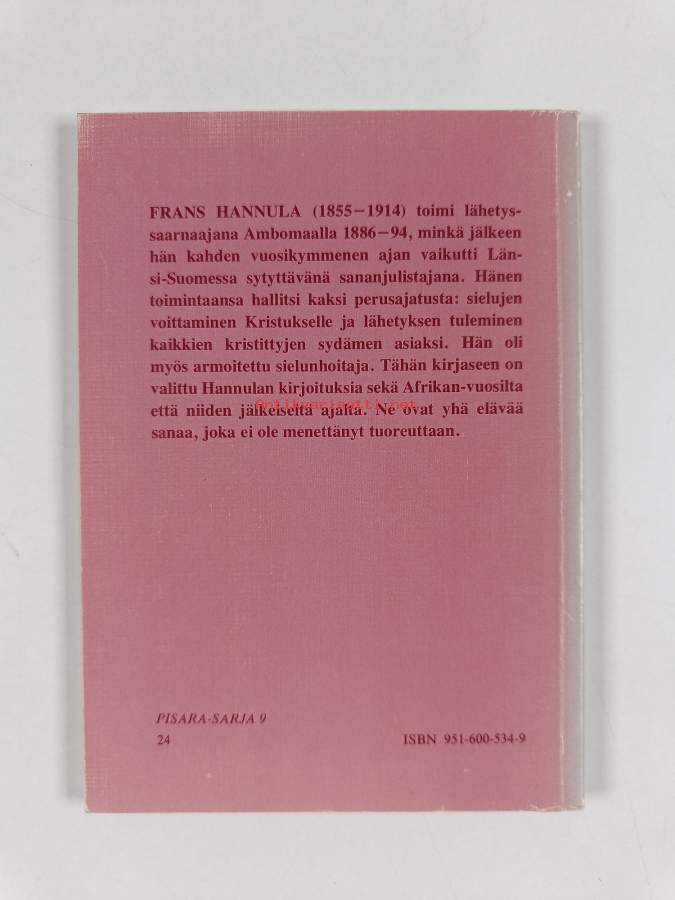 FRANS HANNULA (1855–1914) toimi lähetys-
saarnaajana Ambomaalla 1886–94, minkä jälkeen
hän kahden vuosikymmenen ajan vaikutti Län-
si-Suomessa sytyttävänä sananjulistajana. Hänen
toimintaansa hallitsi kaksi perusajatusta: sielujen
voittaminen Kristukselle ja lähetyksen tuleminen
kaikkien kristittyjen sydämen asiaksi. Hän oli
myös armoitettu sielunhoitaja. Tähän kirjaseen on
valittu Hannulan kirjoituksia sekä Afrikan-vuosilta
että niiden jälkeiseltä ajalta. Ne ovat yhä elävää
Antikvariaatti.net
sanaa, joka ei ole menettänyt tuoreuttaan.
PISARA-SARJA 9
24 ISBN 951-600-534-9